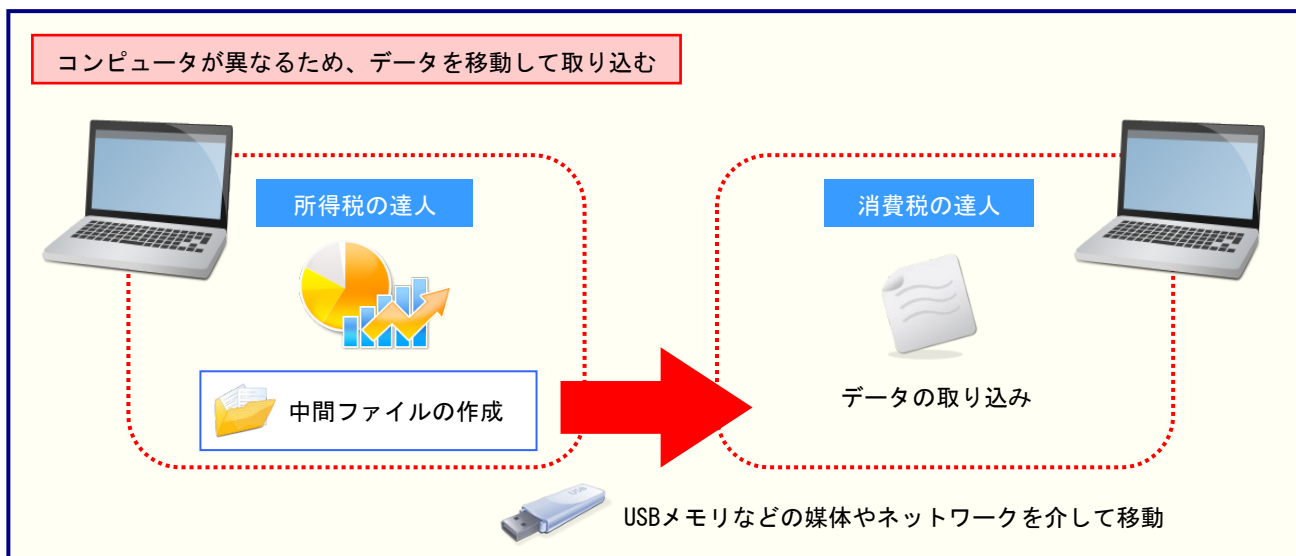 コンピュータが異なるため、データを移動して取り込む
所得税の達人
消費税の達人
中間ファイルの作成
データの取り込み
USB
USBメモリなどの媒体やネットワークを介して移動